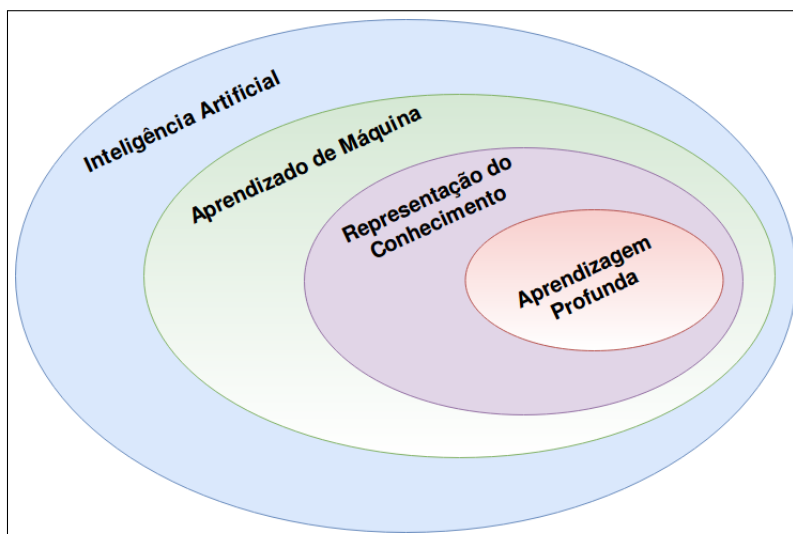 Inteligência Artificial
Aprendizado de Máquina
Representação do
Conhecimento
Aprendizagem
Profunda